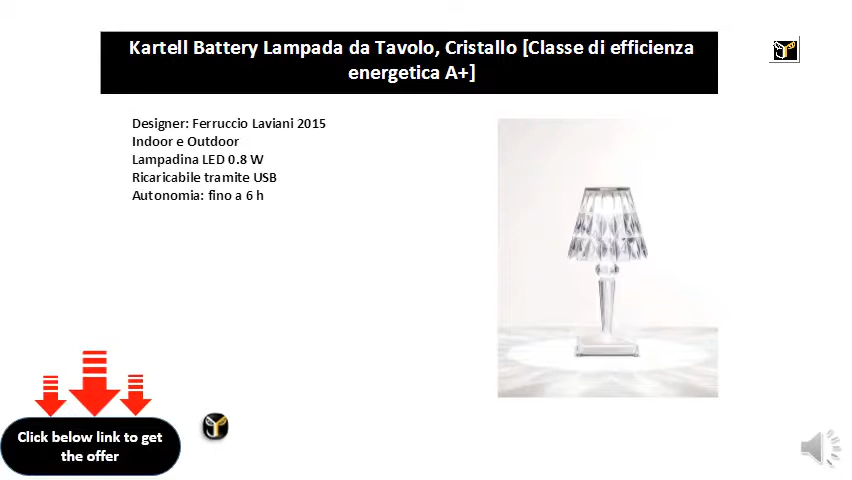 Kartell Battery Lampada da Tavolo, Cristallo [Classe di efficienza
energetica A+]
Designer: Ferruccio Laviani 2015
Indoor e Outdoor
Lampadina LED 0.8 W
Ricaricabile tramite USB
Autonomia: fino a 6 h
Click below link to get
the offer